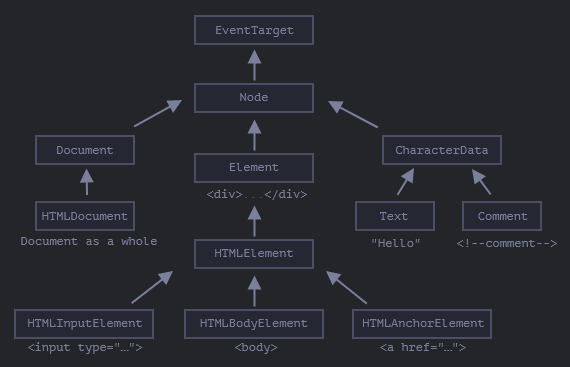 EventTarget
Node
Document
Element
CharacterData
<div>...</div>
HTMLDocument
Text
Comment
Document as a whole
"Hello"
<!--comment-->
HTMLElement
HTMLInputElement
HTMLBodyElement
HTMLAnchorElement
<input type="…">
<body>
<a href="…">